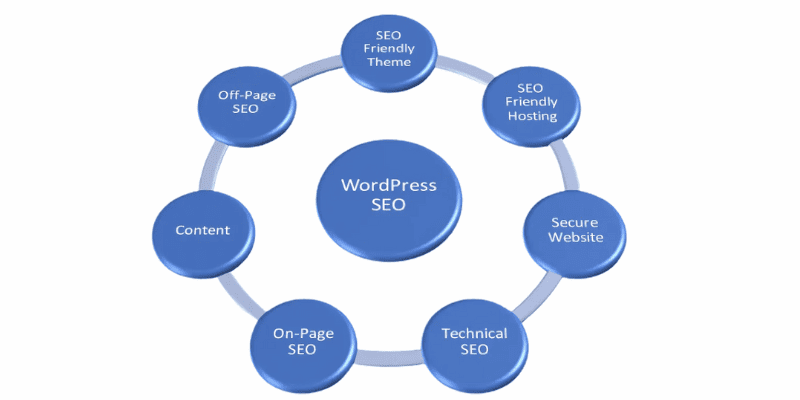 SEO
Friendly
Theme
SEO
Friendly
Hosting
Secure
Website
Technical
SEO
On-Page
SEO
Content
Off-Page
SEO
WordPress
SEO